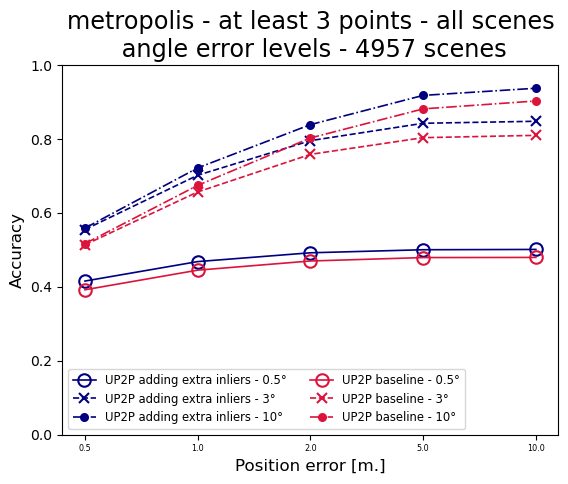 metropolis - at least 3 points - all scenes
angle error levels - 4957 scenes
1.0
0.8
0.6
0.4
0.2
0.0
Accuracy
UP2P adding extra inliers - 0.5°
UP2P adding extra inliers - 3°
UP2P adding extra inliers - 10°
UP2P baseline - 0.5°
UP2P baseline - 3°
UP2P baseline - 10°
0.5 1.0 2.0 5.0 10.0
Position error [m.]